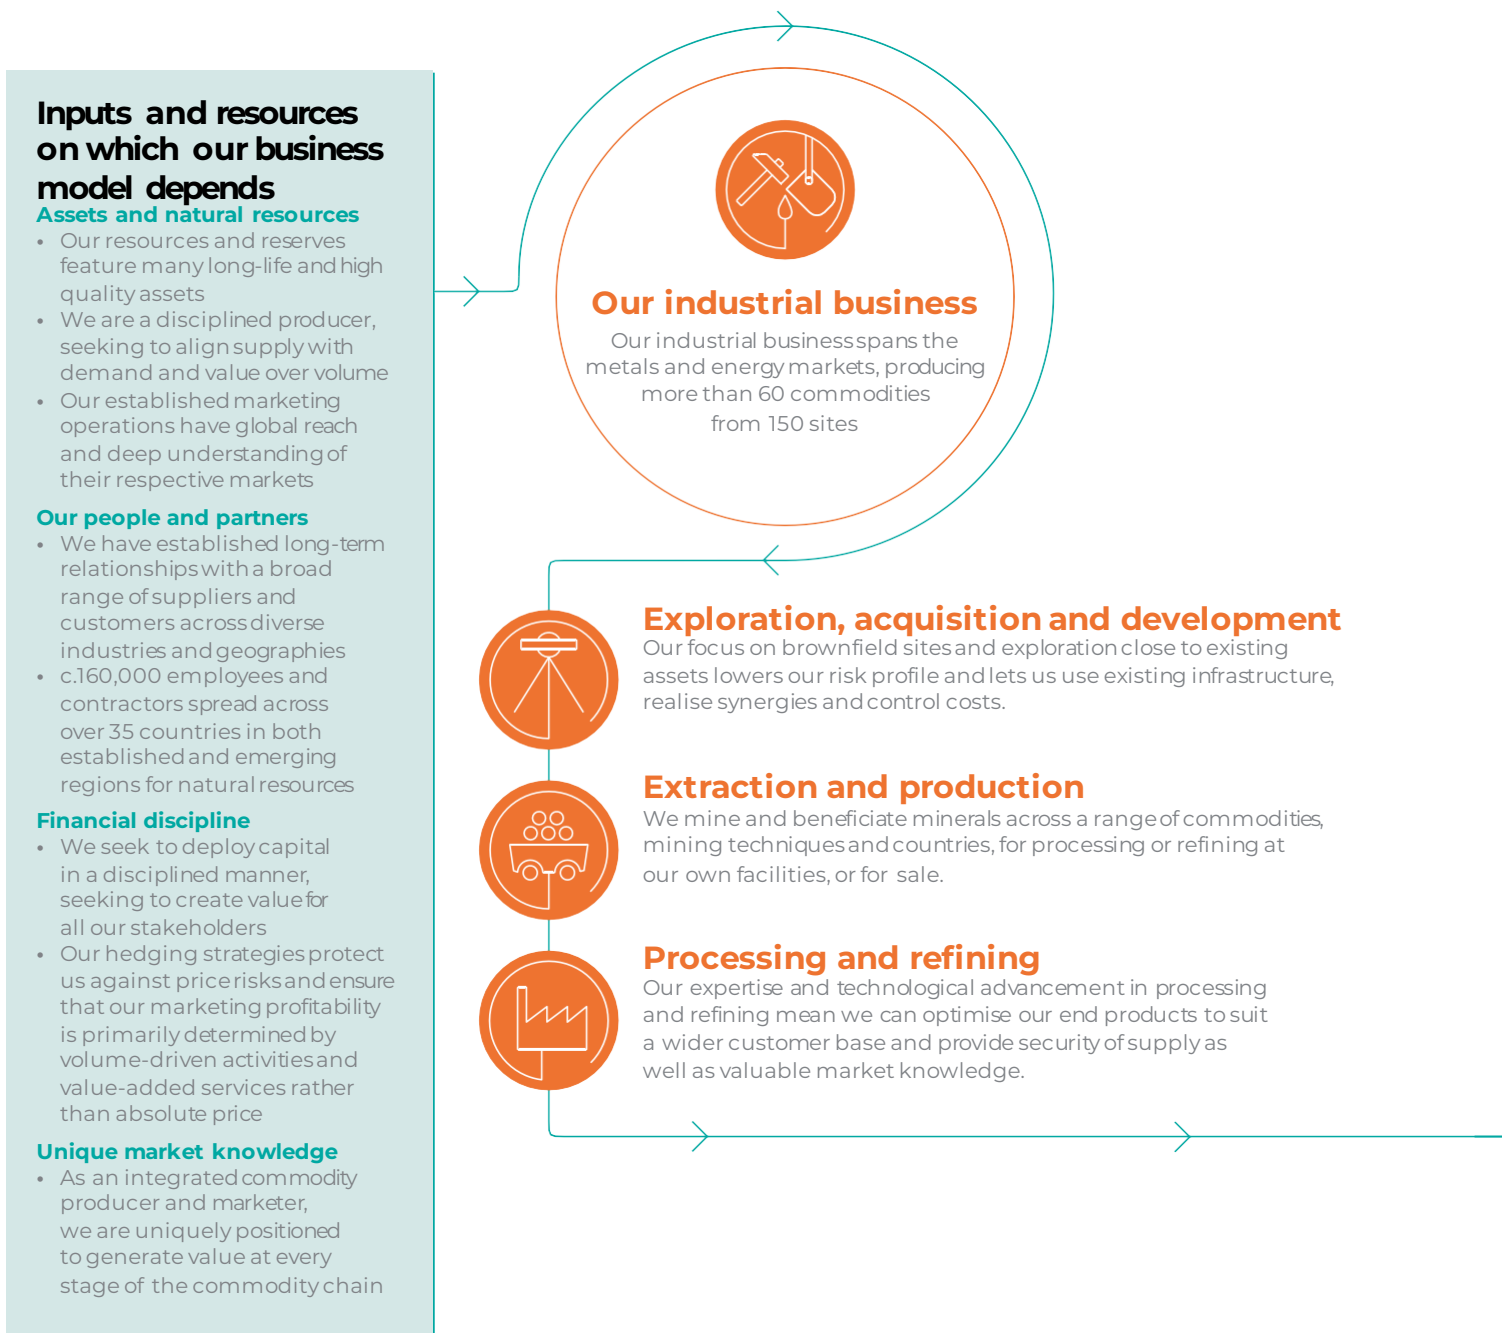 Inputs and resources
on which our business
model depends
Assets and natural resources
• Our resources and reserves
feature many long-life and high
quality assets
• We are a disciplined producer,
seeking to align supply with
demand and value over volume
• Our established marketing
operations have global reach
and deep understanding of
their respective markets
Our people and partners
• We have established long-term
relationships with a broad
range of suppliers and
customers across diverse
industries and geographies
• c.160,000 employees and
contractors spread across
over 35 countries in both
established and emerging
regions for natural resources
Financial discipline
• We seek to deploy capital
in a disciplined manner,
seeking to create value for
all our stakeholders
• Our hedging strategies protect
us against price risks and ensure
that our marketing profitability
is primarily determined by
volume-driven activities and
value-added services rather
than absolute price
Unique market knowledge
• As an integrated commodity
producer and marketer,
we are uniquely positioned
to generate value at every
stage of the commodity chain
Our industrial business
Our industrial business spans the
metals and energy markets, producing
more than 60 commodities
from 150 sites
Exploration, acquisition and development
Our focus on brownfield sites and exploration close to existing
assets lowers our risk profile and lets us use existing infrastructure,
realise synergies and control costs.
Extraction and production
We mine and beneficiate minerals across a range of commodities,
mining techniques and countries, for processing or refining at
our own facilities, or for sale.
Processing and refining
Our expertise and technological advancement in processing
and refining mean we can optimise our end products to suit
a wider customer base and provide security of supply as
well as valuable market knowledge.